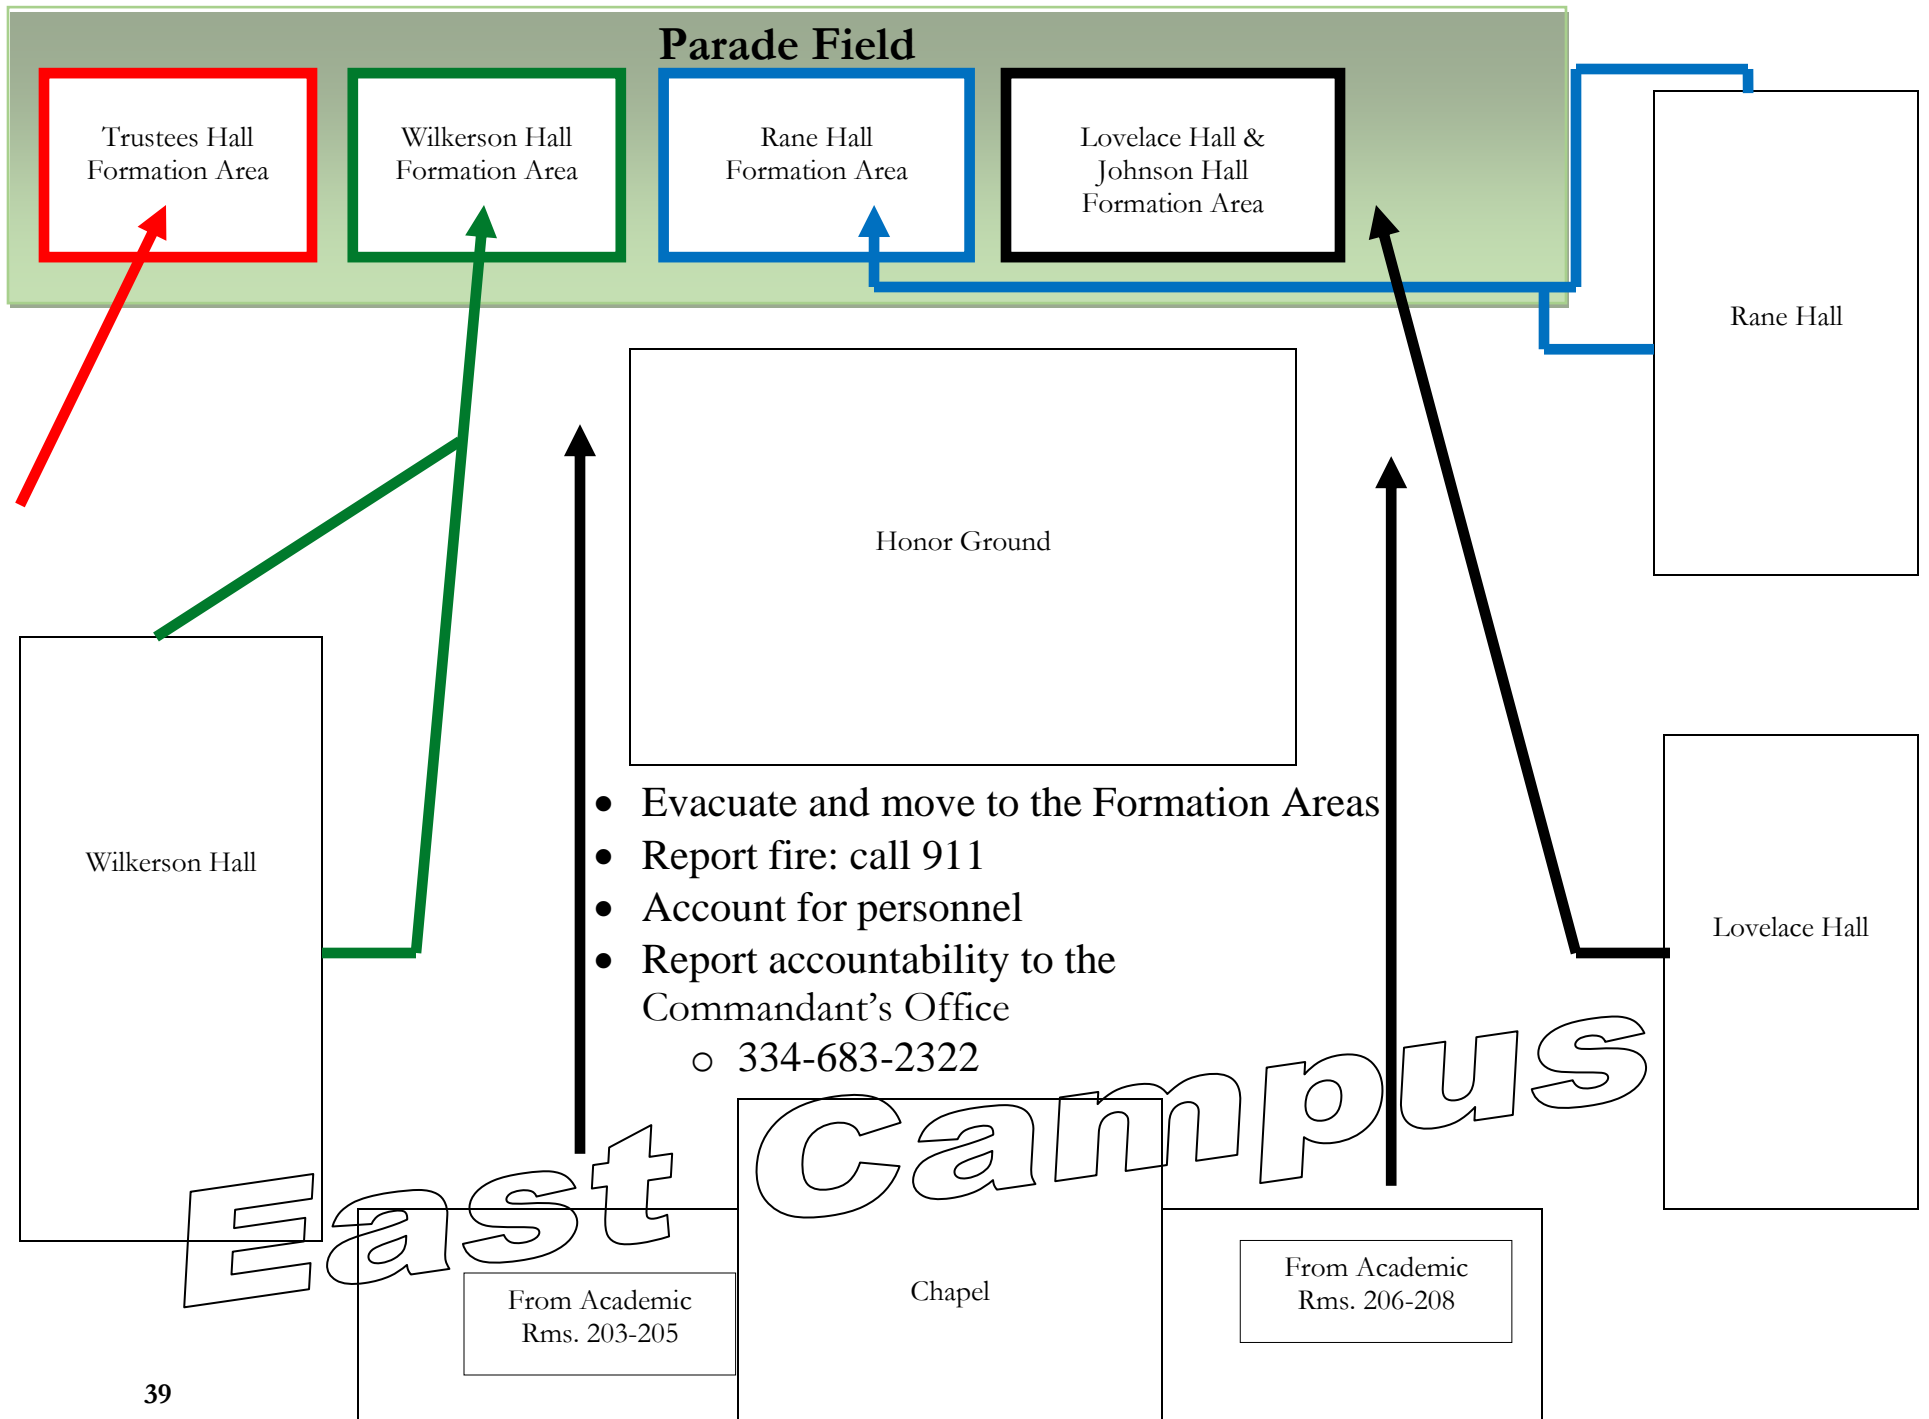 Parade Field
Trustees Hall
Formation Area
Wilkerson Hall
Formation Area
Rane Hall
Formation Area
Lovelace Hall &
Johnson Hall
Formation Area
Rane Hall
Honor Ground
Wilkerson Hall
• Evacuate and move to the Formation Areas
• Report fire: call 911
• Account for personnel
• Report accountability to the
Commandant’s Office
o 334-683-2322
Lovelace Hall
East Campus
From Academic
Rms. 203-205
Chapel
From Academic
Rms. 206-208
39